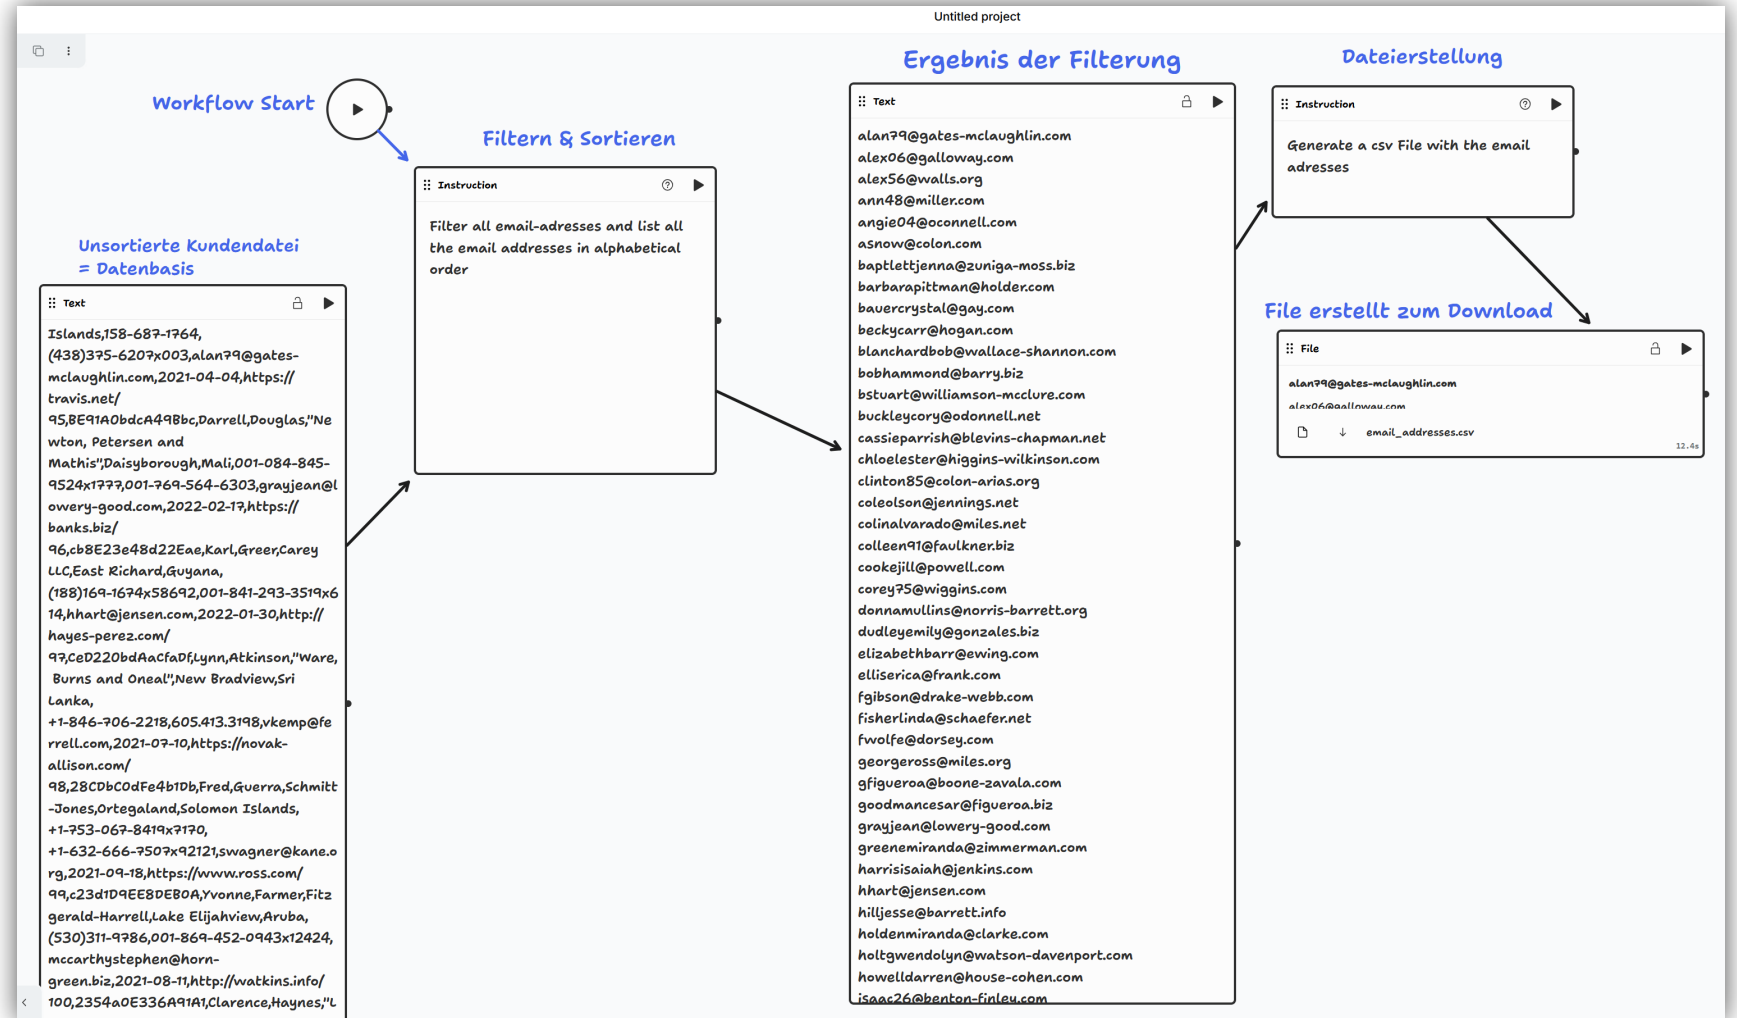 Untitled project
Workflow Start
Unsortierte Kundendatei
= Datenbasis
Text
Islands,158-687-1764,
(438)375-6207x003,alan79@gates-
mclaughlin.com,2021-04-04,https://
travis.net/
95,BE91A0bdcA49Bbc,Darrell,Douglas,"Ne
wton, Petersen and
Mathis",Daisyborough,Mali,001-084-845-
9524x1777,001-769-564-6303,grayjean@l
owery-good.com,2022-02-17,https://
banks.biz/
96,cb8E23e48d22Eae,Karl,Greer,Carey
LLC,East Richard,Guyana,
(188)169-1674x58692,001-841-293-3519x6
14,hhart@jensen.com,2022-01-30,http://
hayes-perez.com/
97,CeD220bdAaCfaDf,Lynn,Atkinson,"Ware,
Burns and Oneal",New Bradview,Sri
Lanka,
+1-846-706-2218,605.413.3198,vkemp@fe
rrell.com,2021-07-10,https://novak-
allison.com/
98,28CDbC0dFe4b1Db,Fred,Guerra,Schmitt
-Jones,Ortegaland,Solomon Islands,
+1-753-067-8419x7170,
+1-632-666-7507x92121,swagner@kane.o
rg,2021-09-18,https://www.ross.com/
99,c23d1D9EE8DEB0A,Yvonne,Farmer,Fitz
gerald-Harrell,Lake Elijahview,Aruba,
(530)311-9786,001-869-452-0943x12424,
mccarthystephen@horn-
green.biz,2021-08-11,http://watkins.info/
100,2354a0E336A91A1,Clarence,Haynes,"L
Filtern & Sortieren
Instruction
Filter all email-adresses and list all
the email addresses in alphabetical
order
Ergebnis der Filterung
Text
alan79@gates-mclaughlin.com
alex06@galloway.com
alex56@walls.org
ann48@miller.com
angie04@oconnell.com
asnow@colon.com
baptlettjenna@zuniga-moss.biz
barbarapittman@holder.com
bauercrystal@gay.com
beckycarr@hogan.com
blanchardbob@wallace-shannon.com
bobhammond@barry.biz
bstuart@williamson-mcclure.com
buckleycory@odonnell.net
cassieparrish@blevins-chapman.net
chloelester@higgins-wilkinson.com
clinton85@colon-arias.org
coleolson@jennings.net
colinalvarado@miles.net
colleen91@faulkner.biz
cookejill@powell.com
corey75@wiggins.com
donnamullins@norris-barrett.org
dudleyemily@gonzales.biz
elizabethbarr@ewing.com
elliserica@frank.com
fgibson@drake-webb.com
fisherlinda@schaefer.net
fwolfe@dorsey.com
georgeross@miles.org
gfigueroa@boone-zavala.com
goodmancesar@figueroa.biz
grayjean@lowery-good.com
greenemiranda@zimmerman.com
harrisisaiah@jenkins.com
hhart@jensen.com
hilljesse@barrett.info
holdenmiranda@clarke.com
holtgwendolyn@watson-davenport.com
howelldarren@house-cohen.com
isaac26@benton-finley.com
Dateierstellung
Instruction
Generate a csv File with the email
adresses
File erstellt zum Download
File
alan79@gates-mclaughlin.com
alex06@galloway.com
email_addresses.csv
12.4s